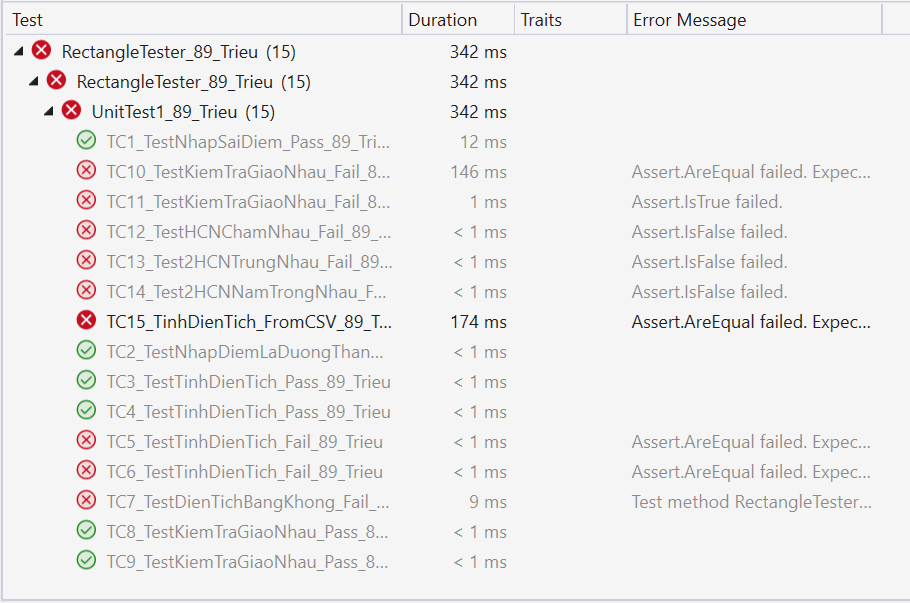 Test Duration Traits Error Message
RectangleTester_89_Trieu (15) 342 ms
RectangleTester_89_Trieu (15) 342 ms
UnitTest1_89_Trieu (15) 342 ms
TC1_TestNhapSaiDiem_Pass_89_Tri... 12 ms
TC10_TestKiemTraGiaoNhau_Fail_8... 146 ms Assert.AreEqual failed. Expec...
TC11_TestKiemTraGiaoNhau_Fail_8... 1 ms Assert.IsTrue failed.
TC12_TestHCNChamNhau_Fail_89_... < 1 ms Assert.IsFalse failed.
TC13_Test2HCNTrungNhau_Fail_89... < 1 ms Assert.IsFalse failed.
TC14_Test2HCNNamTrongNhau_F... < 1 ms Assert.IsFalse failed.
TC15_TinhDienTich_FromCSV_89_T... 174 ms Assert.AreEqual failed. Expec...
TC2_TestNhapDiemLaDuongThan... < 1 ms
TC3_TestTinhDienTich_Pass_89_Trieu < 1 ms
TC4_TestTinhDienTich_Pass_89_Trieu < 1 ms
TC5_TestTinhDienTich_Fail_89_Trieu < 1 ms Assert.AreEqual failed. Expec...
TC6_TestTinhDienTich_Fail_89_Trieu < 1 ms Assert.AreEqual failed. Expec...
TC7_TestDienTichBangKhong_Fail_... 9 ms Test method RectangleTester...
TC8_TestKiemTraGiaoNhau_Pass_8... < 1 ms
TC9_TestKiemTraGiaoNhau_Pass_8... < 1 ms